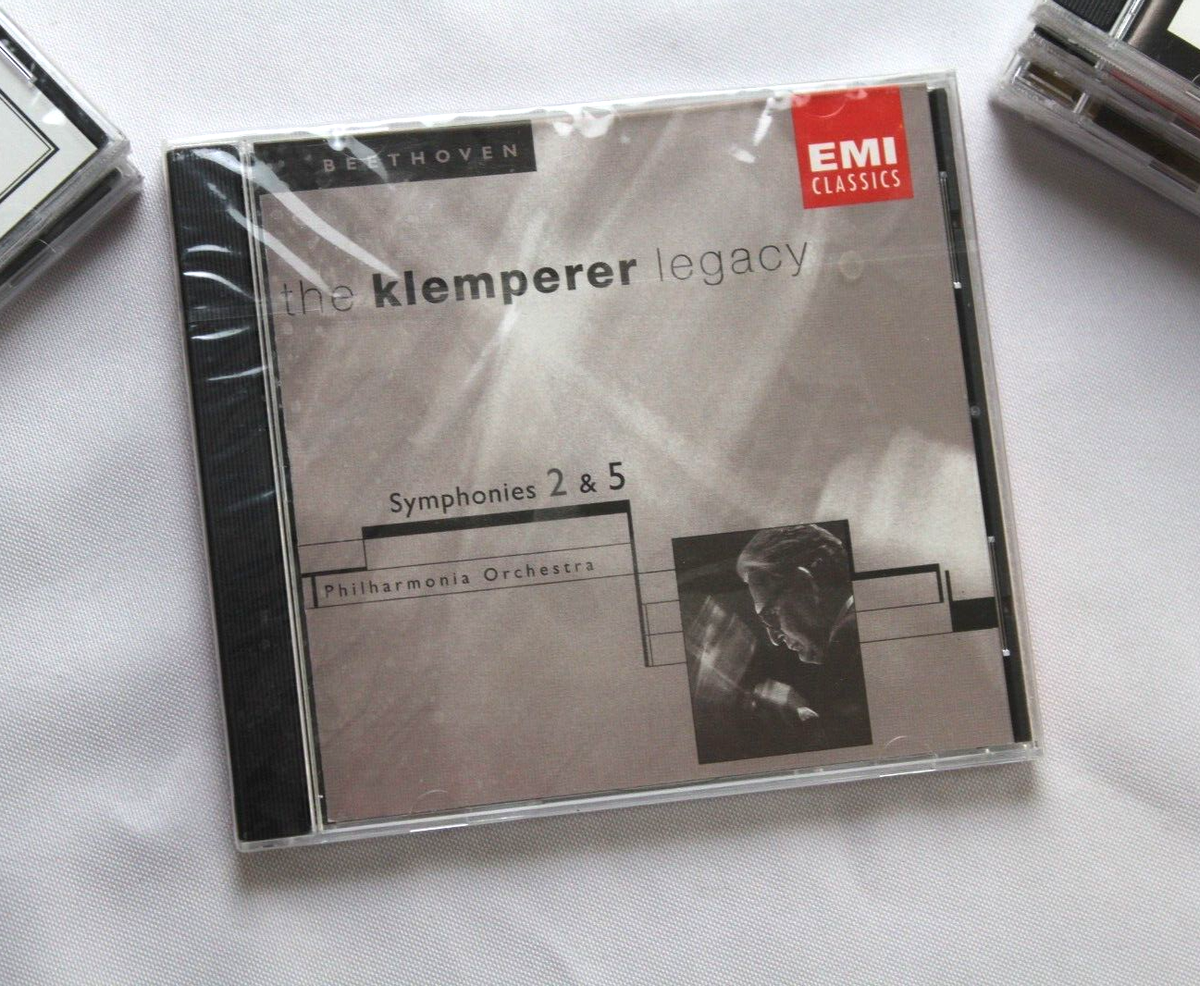 BEETHOVEN
EMI
CLASSICS
the klemperer legacy
Symphonies 2 & 5
Philharmonia Orchestra